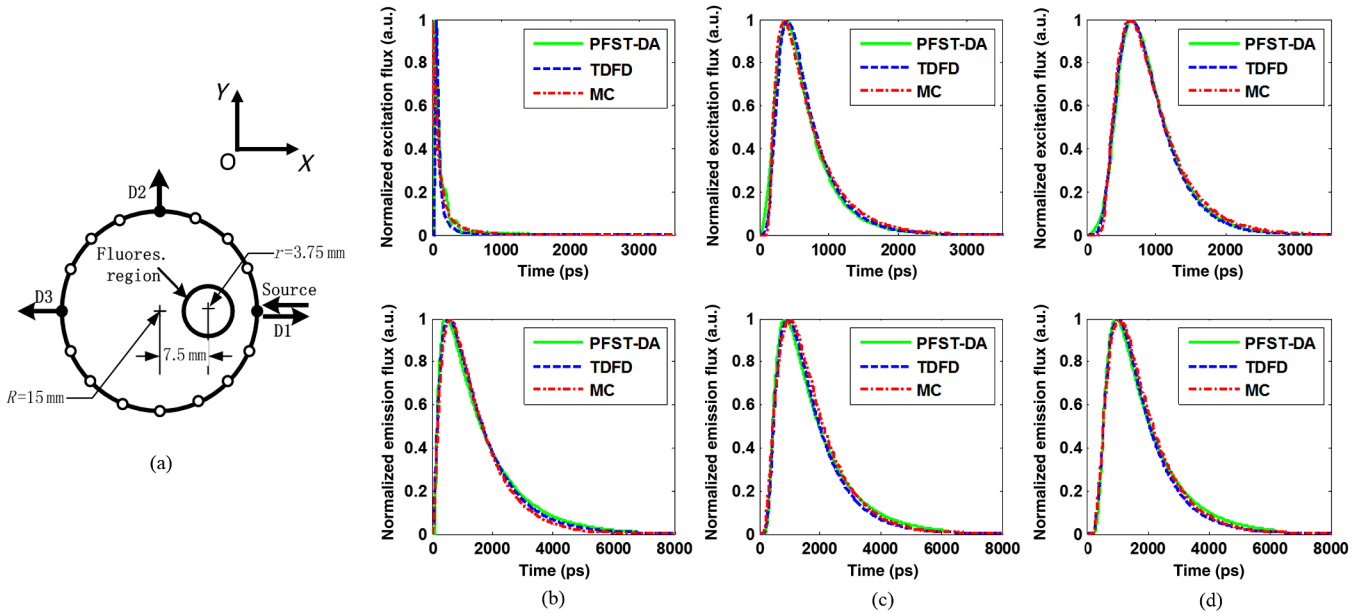 Y
O
X
D2
Fluores.
region
r=3.75 mm
Source
D3
D1
7.5 mm
R=15 mm
(a)
Normalized excitation flux (a.u.)
1
0.8
0.6
0.4
0.2
0
0 1000 2000 3000
Time (ps)
PFST-DA
TDFD
MC
Normalized excitation flux (a.u.)
1
0.8
0.6
0.4
0.2
0
0 1000 2000 3000
Time (ps)
PFST-DA
TDFD
MC
Normalized excitation flux (a.u.)
1
0.8
0.6
0.4
0.2
0
0 1000 2000 3000
Time (ps)
PFST-DA
TDFD
MC
Normalized emission flux (a.u.)
1
0.8
0.6
0.4
0.2
0
0 2000 4000 6000 8000
Time (ps)
PFST-DA
TDFD
MC
(b)
Normalized emission flux (a.u.)
1
0.8
0.6
0.4
0.2
0
0 2000 4000 6000 8000
Time (ps)
PFST-DA
TDFD
MC
(c)
Normalized emission flux (a.u.)
1
0.8
0.6
0.4
0.2
0
0 2000 4000 6000 8000
Time (ps)
PFST-DA
TDFD
MC
(d)